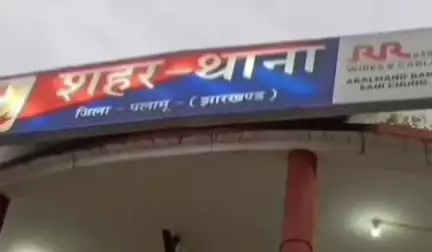 शहर-थाना
जिला - पलामू - (झारखण्ड)
RR
WIRES & CABLES